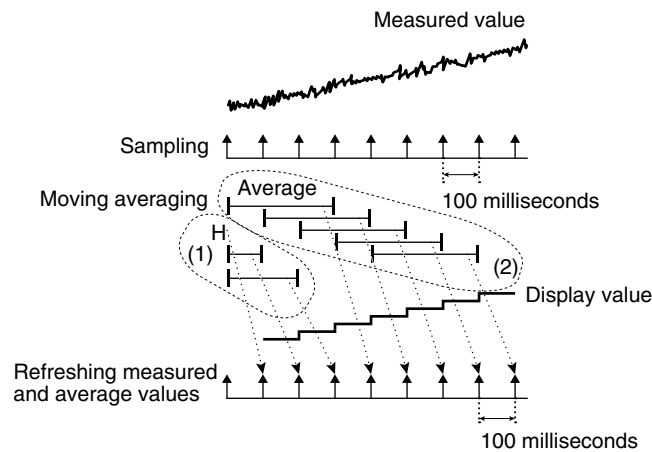 Measured value
Sampling
100 milliseconds
Moving averaging
Average
H
(1)
(2)
Display value
Refreshing measured
and average values
100 milliseconds